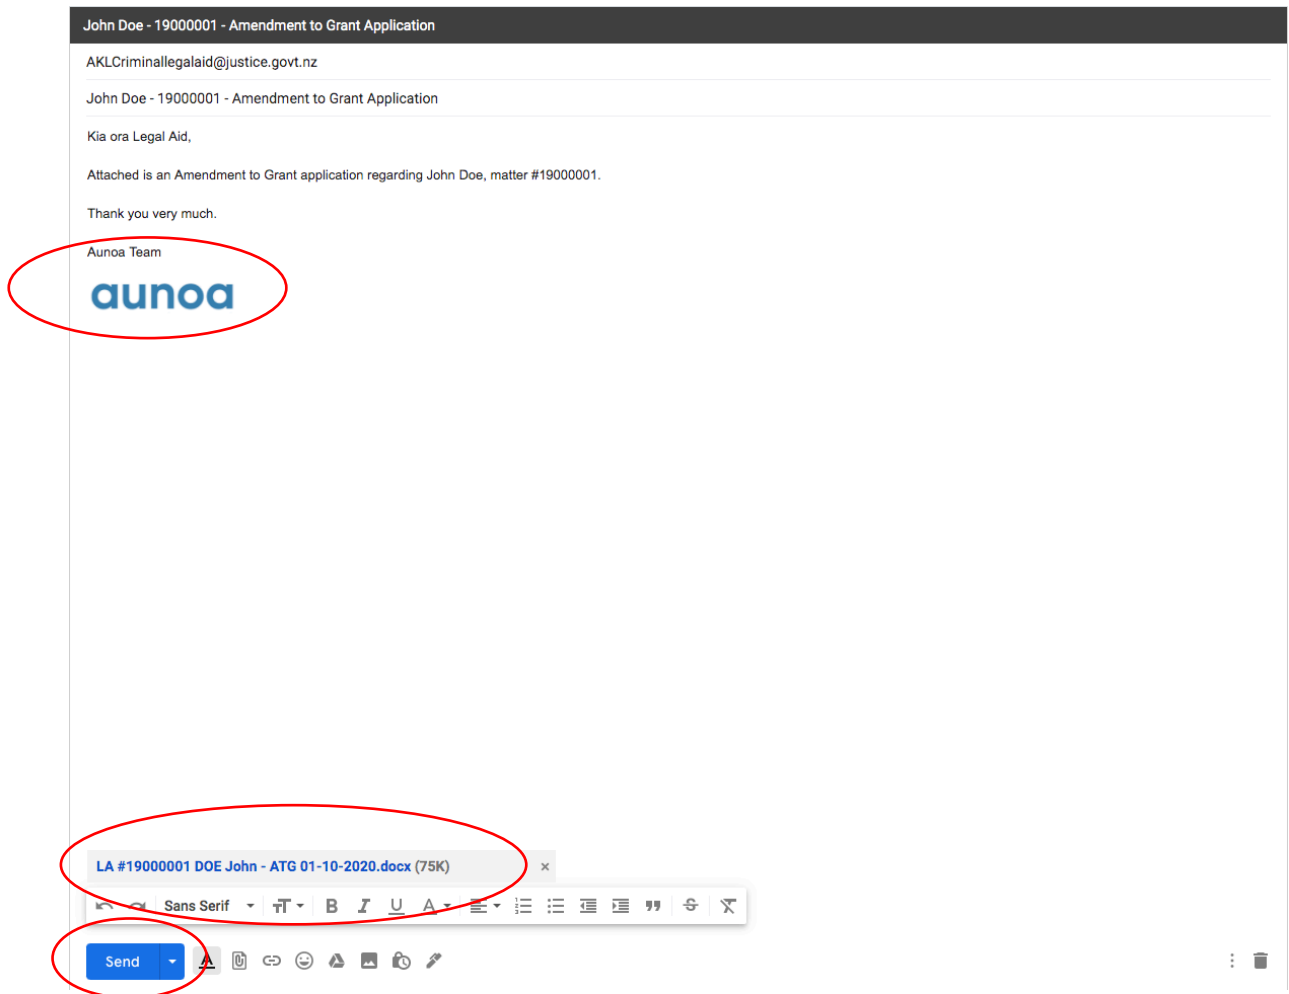 John Doe - 19000001 - Amendment to Grant Application
AKLCriminallegalaid@justice.govt.nz
John Doe - 19000001 - Amendment to Grant Application
Kia ora Legal Aid,
Attached is an Amendment to Grant application regarding John Doe, matter #19000001.
Thank you very much.
Aunoa Team
aunoa
LA #19000001 DOE John - ATG 01-10-2020.docx (75K)
Sans Serif
Send